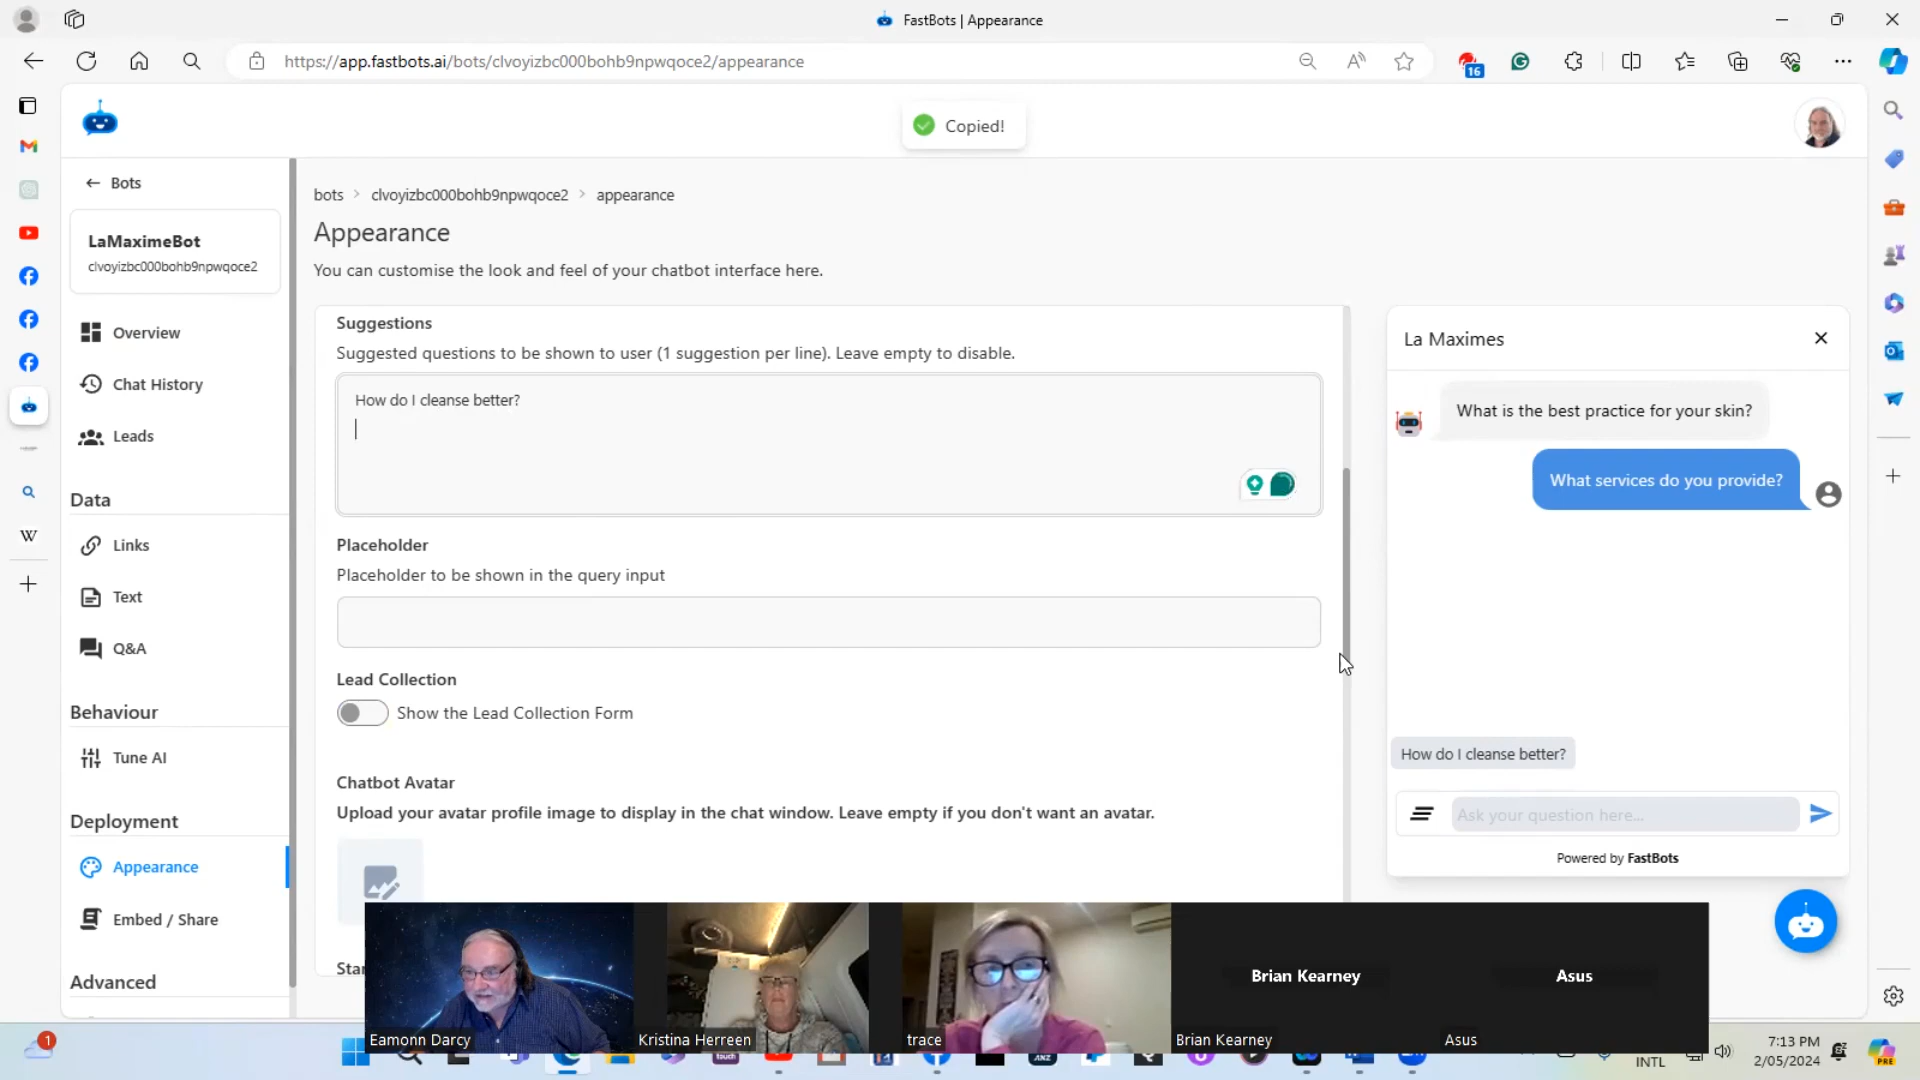 FastBots | Appearance
https://app.fastbots.ai/bots/clvoyizbc000bohb9npwqoce2/appearance
16
Copied!
Bots
LaMaximeBot
clvoyizbc000bohb9npwqoce2
Overview
Chat History
Leads
Data
Links
Text
Q&A
Behaviour
Tune AI
Deployment
Appearance
Embed / Share
Advanced
bots > clvoyizbc000bohb9npwqoce2 > appearance
Appearance
You can customise the look and feel of your chatbot interface here.
Suggestions
Suggested questions to be shown to user (1 suggestion per line). Leave empty to disable.
How do I cleanse better?
Placeholder
Placeholder to be shown in the query input
Lead Collection
Show the Lead Collection Form
Chatbot Avatar
Upload your avatar profile image to display in the chat window. Leave empty if you don't want an avatar.
La Maximes
What is the best practice for your skin?
What services do you provide?
How do I cleanse better?
Ask your question here...
Powered by FastBots
Brian Kearney
Asus
Eamonn Darcy
Kristina Herreen
trace
Brian Kearney
Asus
1
touch
ANZ
INTL
7:13 PM
2/05/2024
PRE